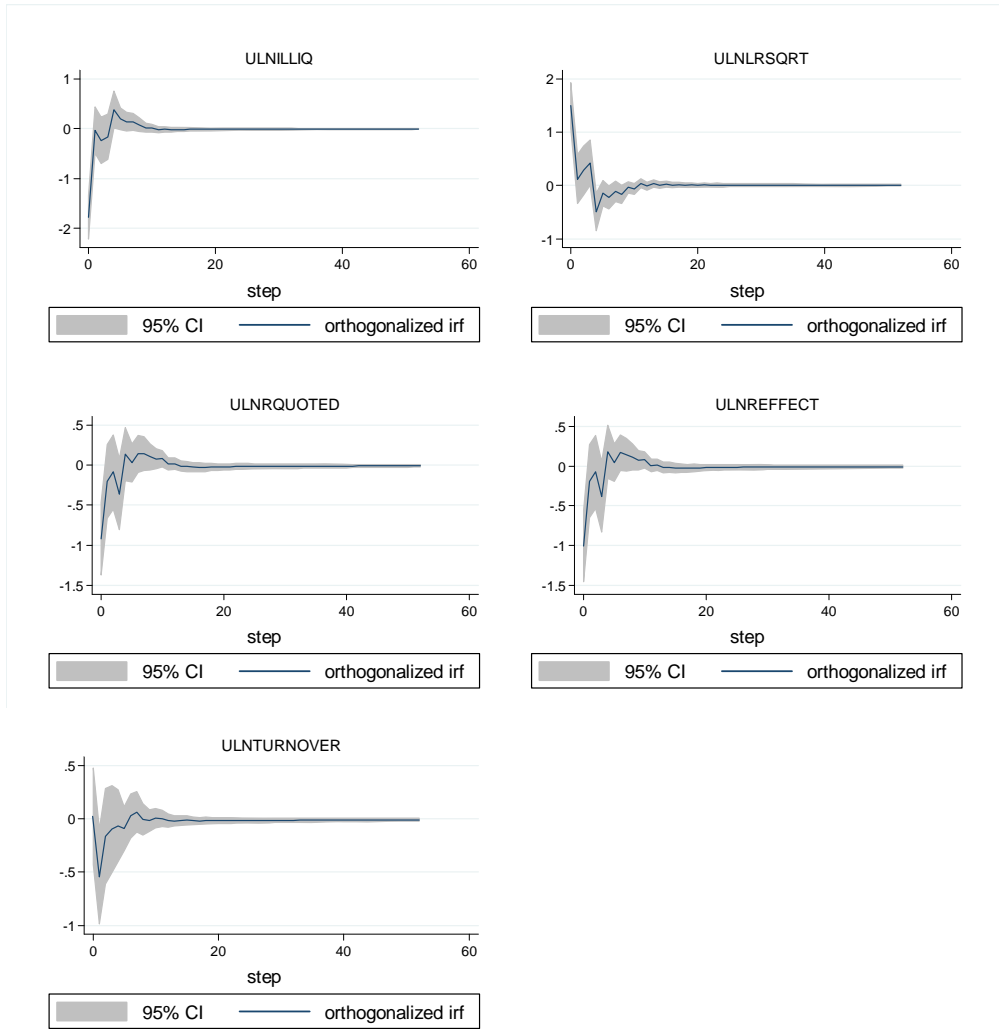 ULNILLIQ
1
0
-1
-2
0 20 40 60
step
95% CI orthogonalized irf
ULNLRSQRT
2
1
0
-1
0 20 40 60
step
95% CI orthogonalized irf
ULNRQUOTED
.5
0
-.5
-1
-1.5
0 20 40 60
step
95% CI orthogonalized irf
ULNREFFECT
.5
0
-.5
-1
-1.5
0 20 40 60
step
95% CI orthogonalized irf
ULNTURNOVER
.5
0
-.5
-1
0 20 40 60
step
95% CI orthogonalized irf